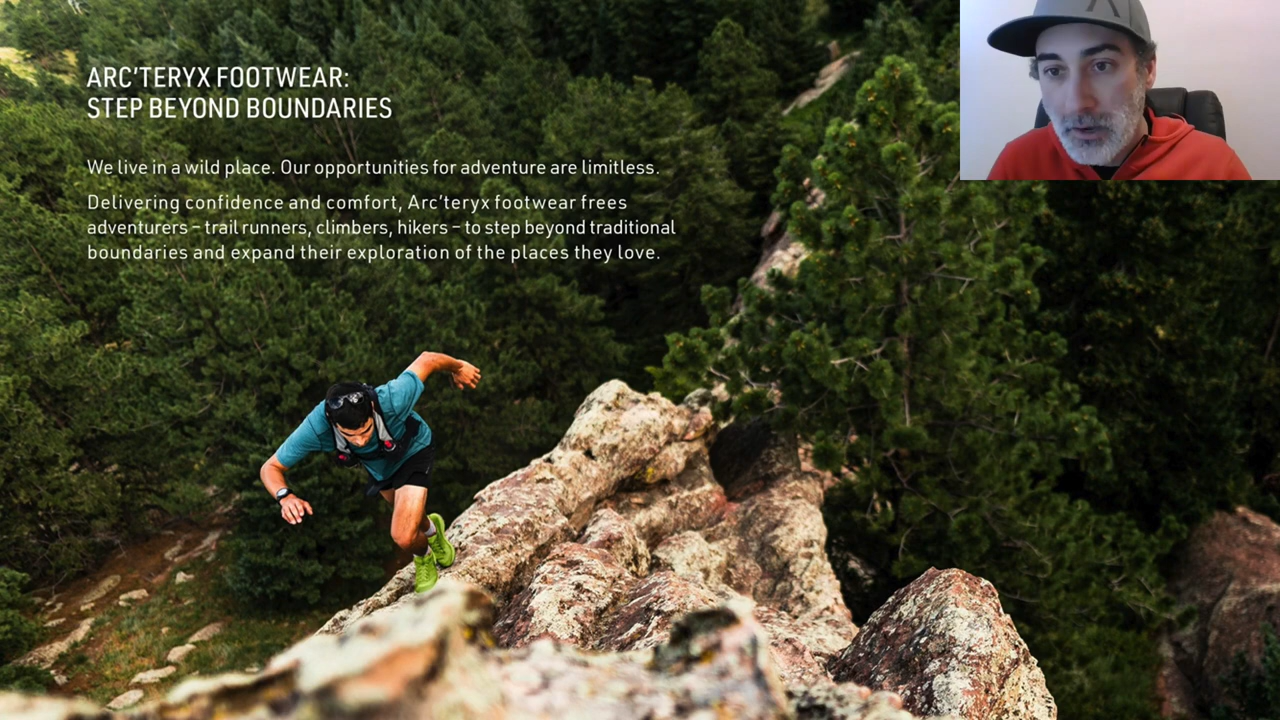 ARC'TERYX FOOTWEAR:
STEP BEYOND BOUNDARIES
We live in a wild place. Our opportunities for adventure are limitless.
Delivering confidence and comfort, Arc'teryx footwear frees
adventurers – trail runners, climbers, hikers – to step beyond traditional
boundaries and expand their exploration of the places they love.